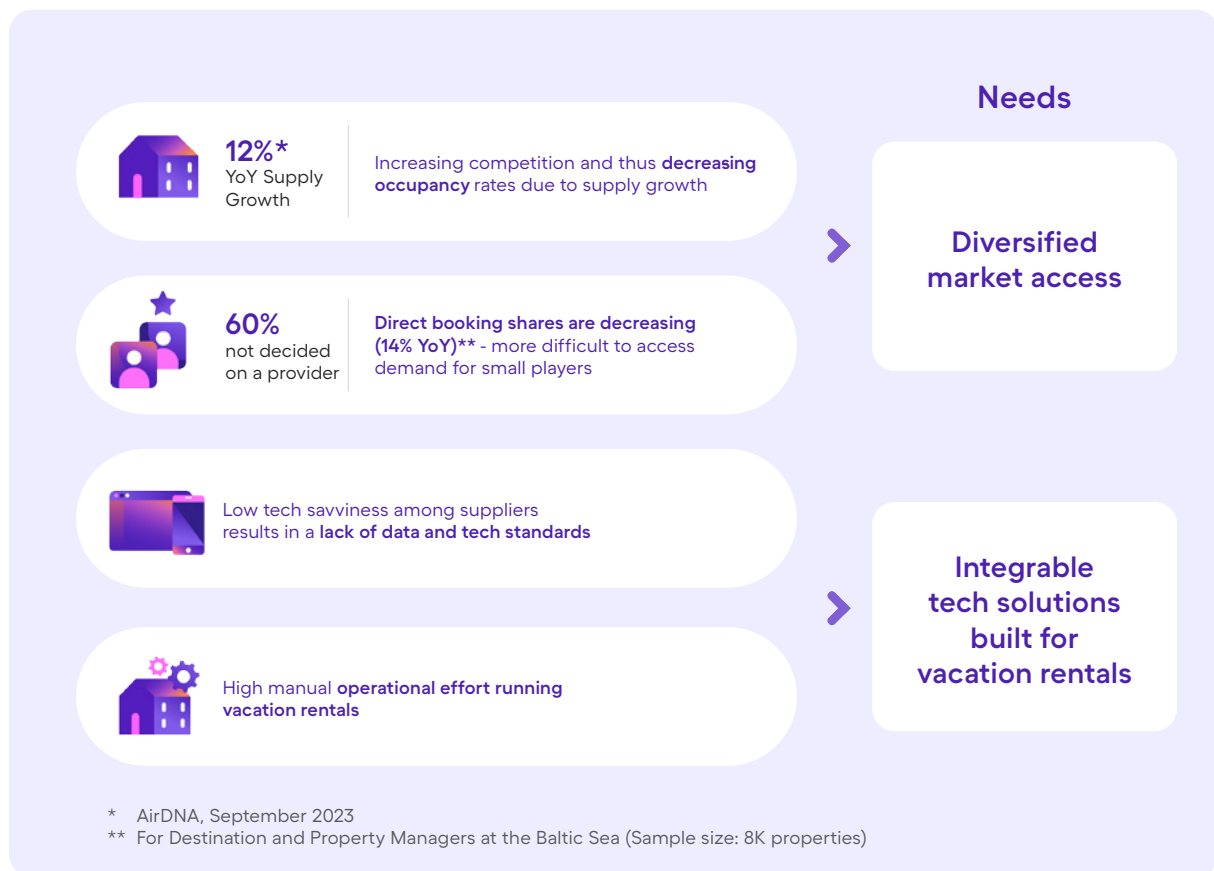 Needs
12%*
YoY Supply
Growth
Increasing competition and thus decreasing
occupancy rates due to supply growth
60%
not decided
on a provider
Direct booking shares are decreasing
(14% YoY)** - more difficult to access
demand for small players
Diversified
market access
Low tech savviness among suppliers
results in a lack of data and tech standards
High manual operational effort running
vacation rentals
Integrable
tech solutions
built for
vacation rentals
* AirDNA, September 2023
** For Destination and Property Managers at the Baltic Sea (Sample size: 8K properties)